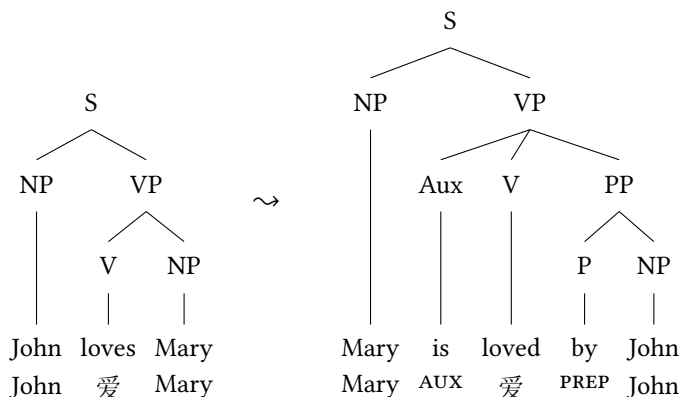 S
S
NP VP
NP VP
Aux V PP
V NP
P NP
⤳
John loves Mary
John 爱 Mary
Mary is loved by John
Mary AUX 爱 PREP John